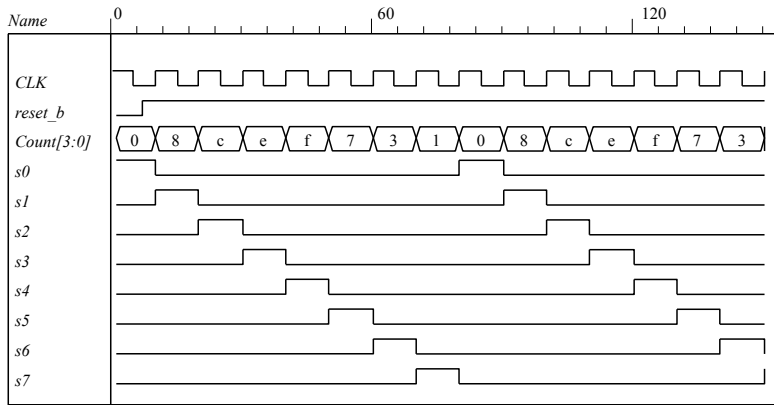 Name 0 60 120
CLK
reset_b
Count[3:0] 0 8 c e f 7 3 1 0 8 c e f 7 3
s0
s1
s2
s3
s4
s5
s6
s7